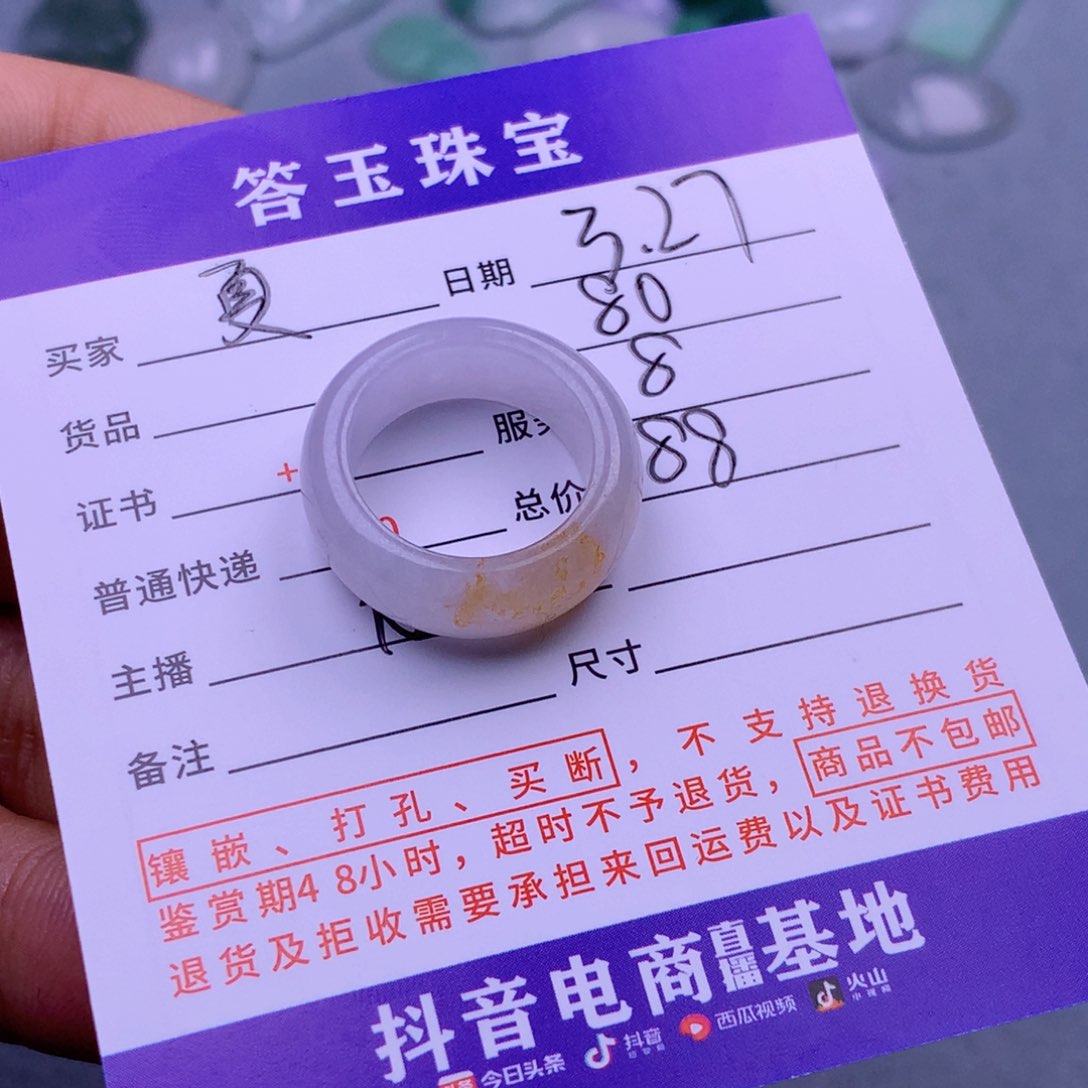 答玉珠宝
买家 夏 日期 3.27
货品 80
证书 + 服务 8
普通快递 0 总价 88
主播
备注 尺寸
镶嵌、打孔、买断，不支持退换货
鉴赏期48小时，超时不予退货，商品不包邮
退货及拒收需要承担来回运费以及证书费用
抖音电商直播基地
今日头条 抖音 西瓜视频 火山